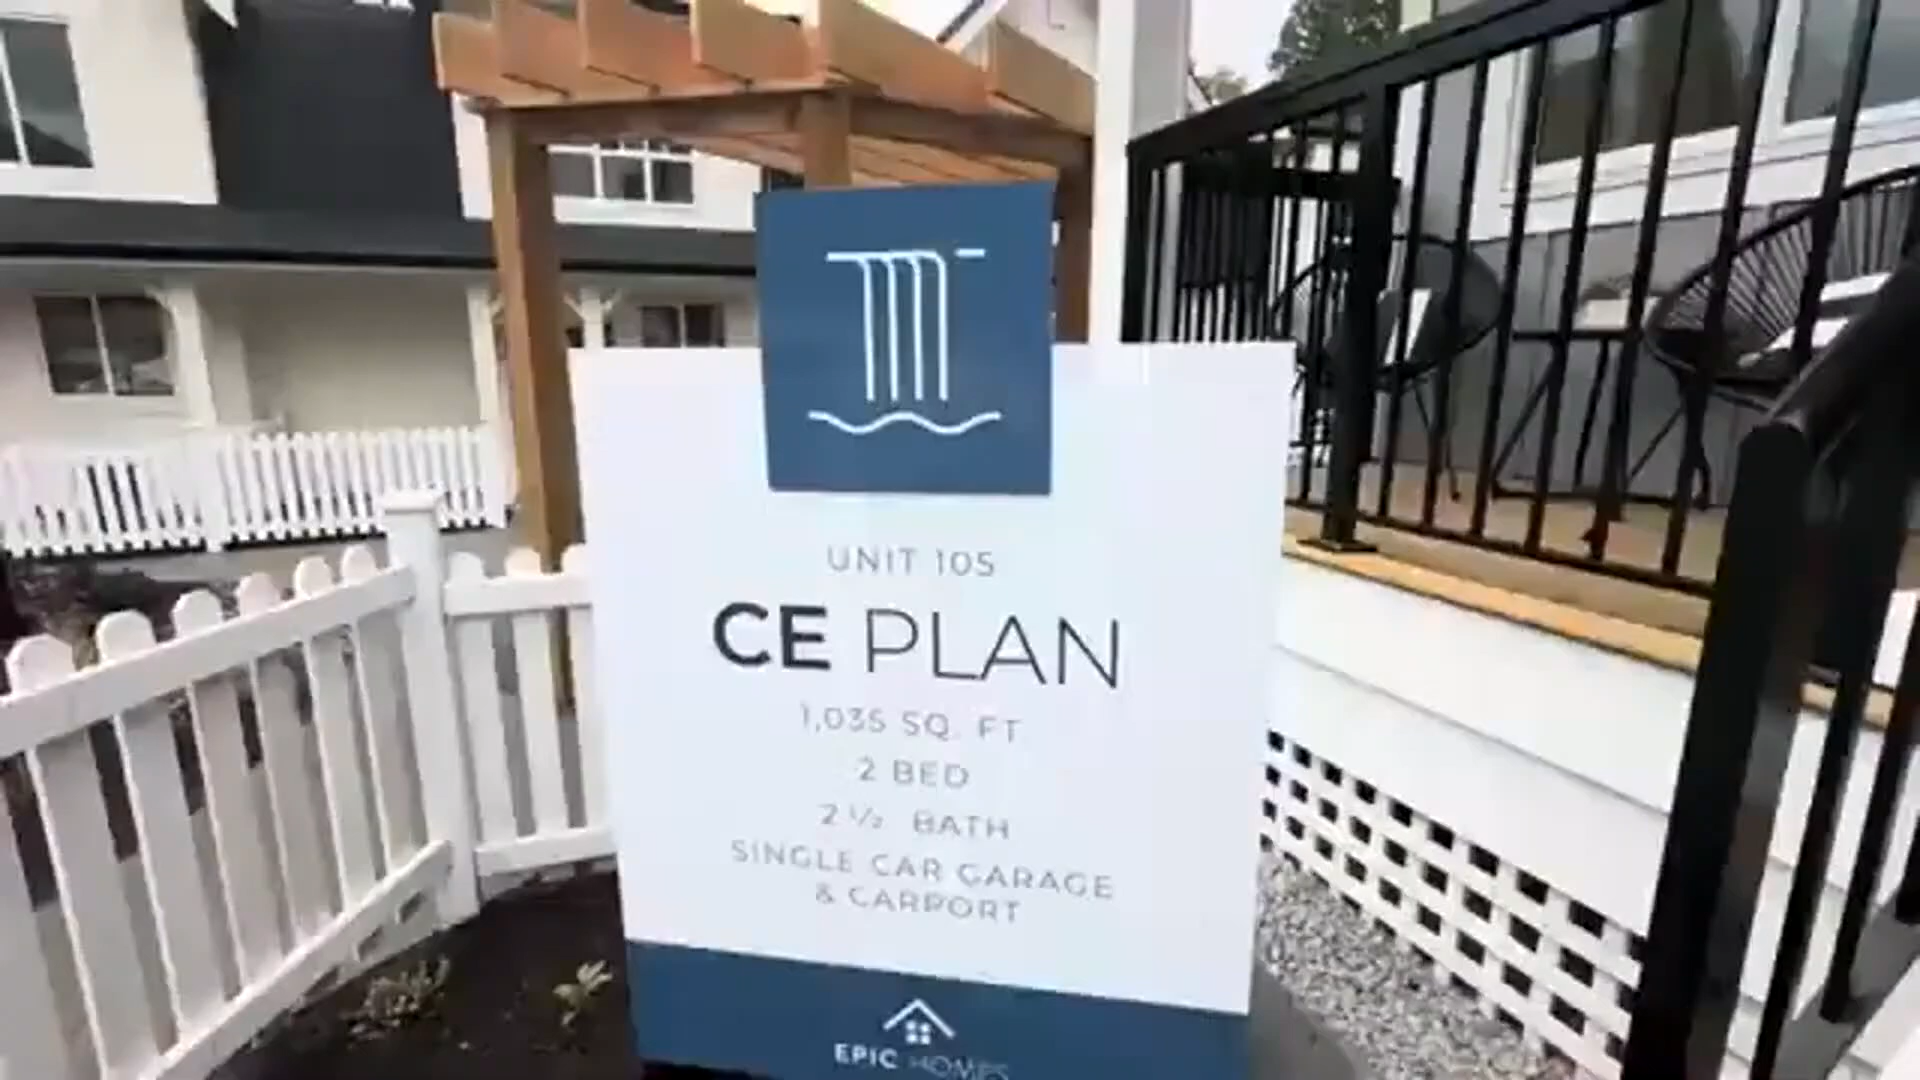 UNIT 105
CE PLAN
1,035 SQ. FT
2 BED
2 1/2 BATH
SINGLE CAR GARAGE
& CARPORT
EPIC HOMES